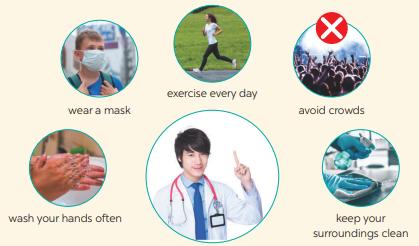 exercise every day
wear a mask
avoid crowds
wash your hands often
keep your
surroundings clean